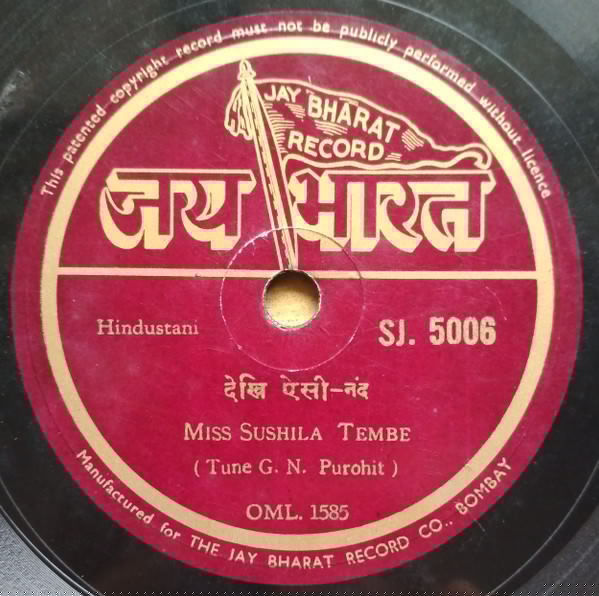 This patented copyright record must not be publicly performed without licence
JAY BHARAT
RECORD
जय भारत
Hindustani
SJ. 5006
देखि ऐसी-नंद
MISS SUSHILA TEMBE
(Tune G. N. Purohit)
OML. 1585
Manufactured for THE JAY BHARAT RECORD CO., BOMBAY